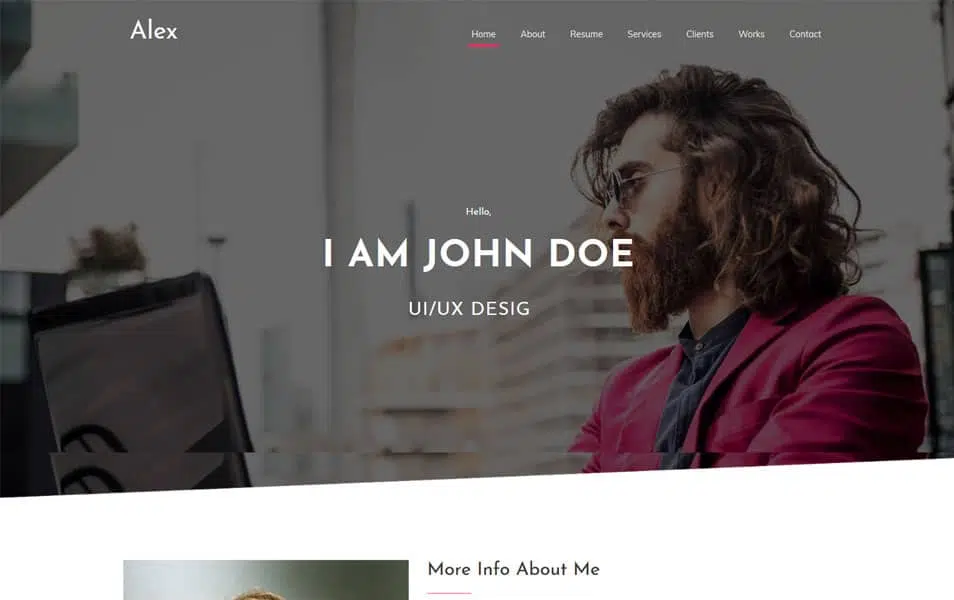 Alex
Home About Resume Services Clients Works Contact
Hello,
I AM JOHN DOE
UI/UX DESIG
More Info About Me